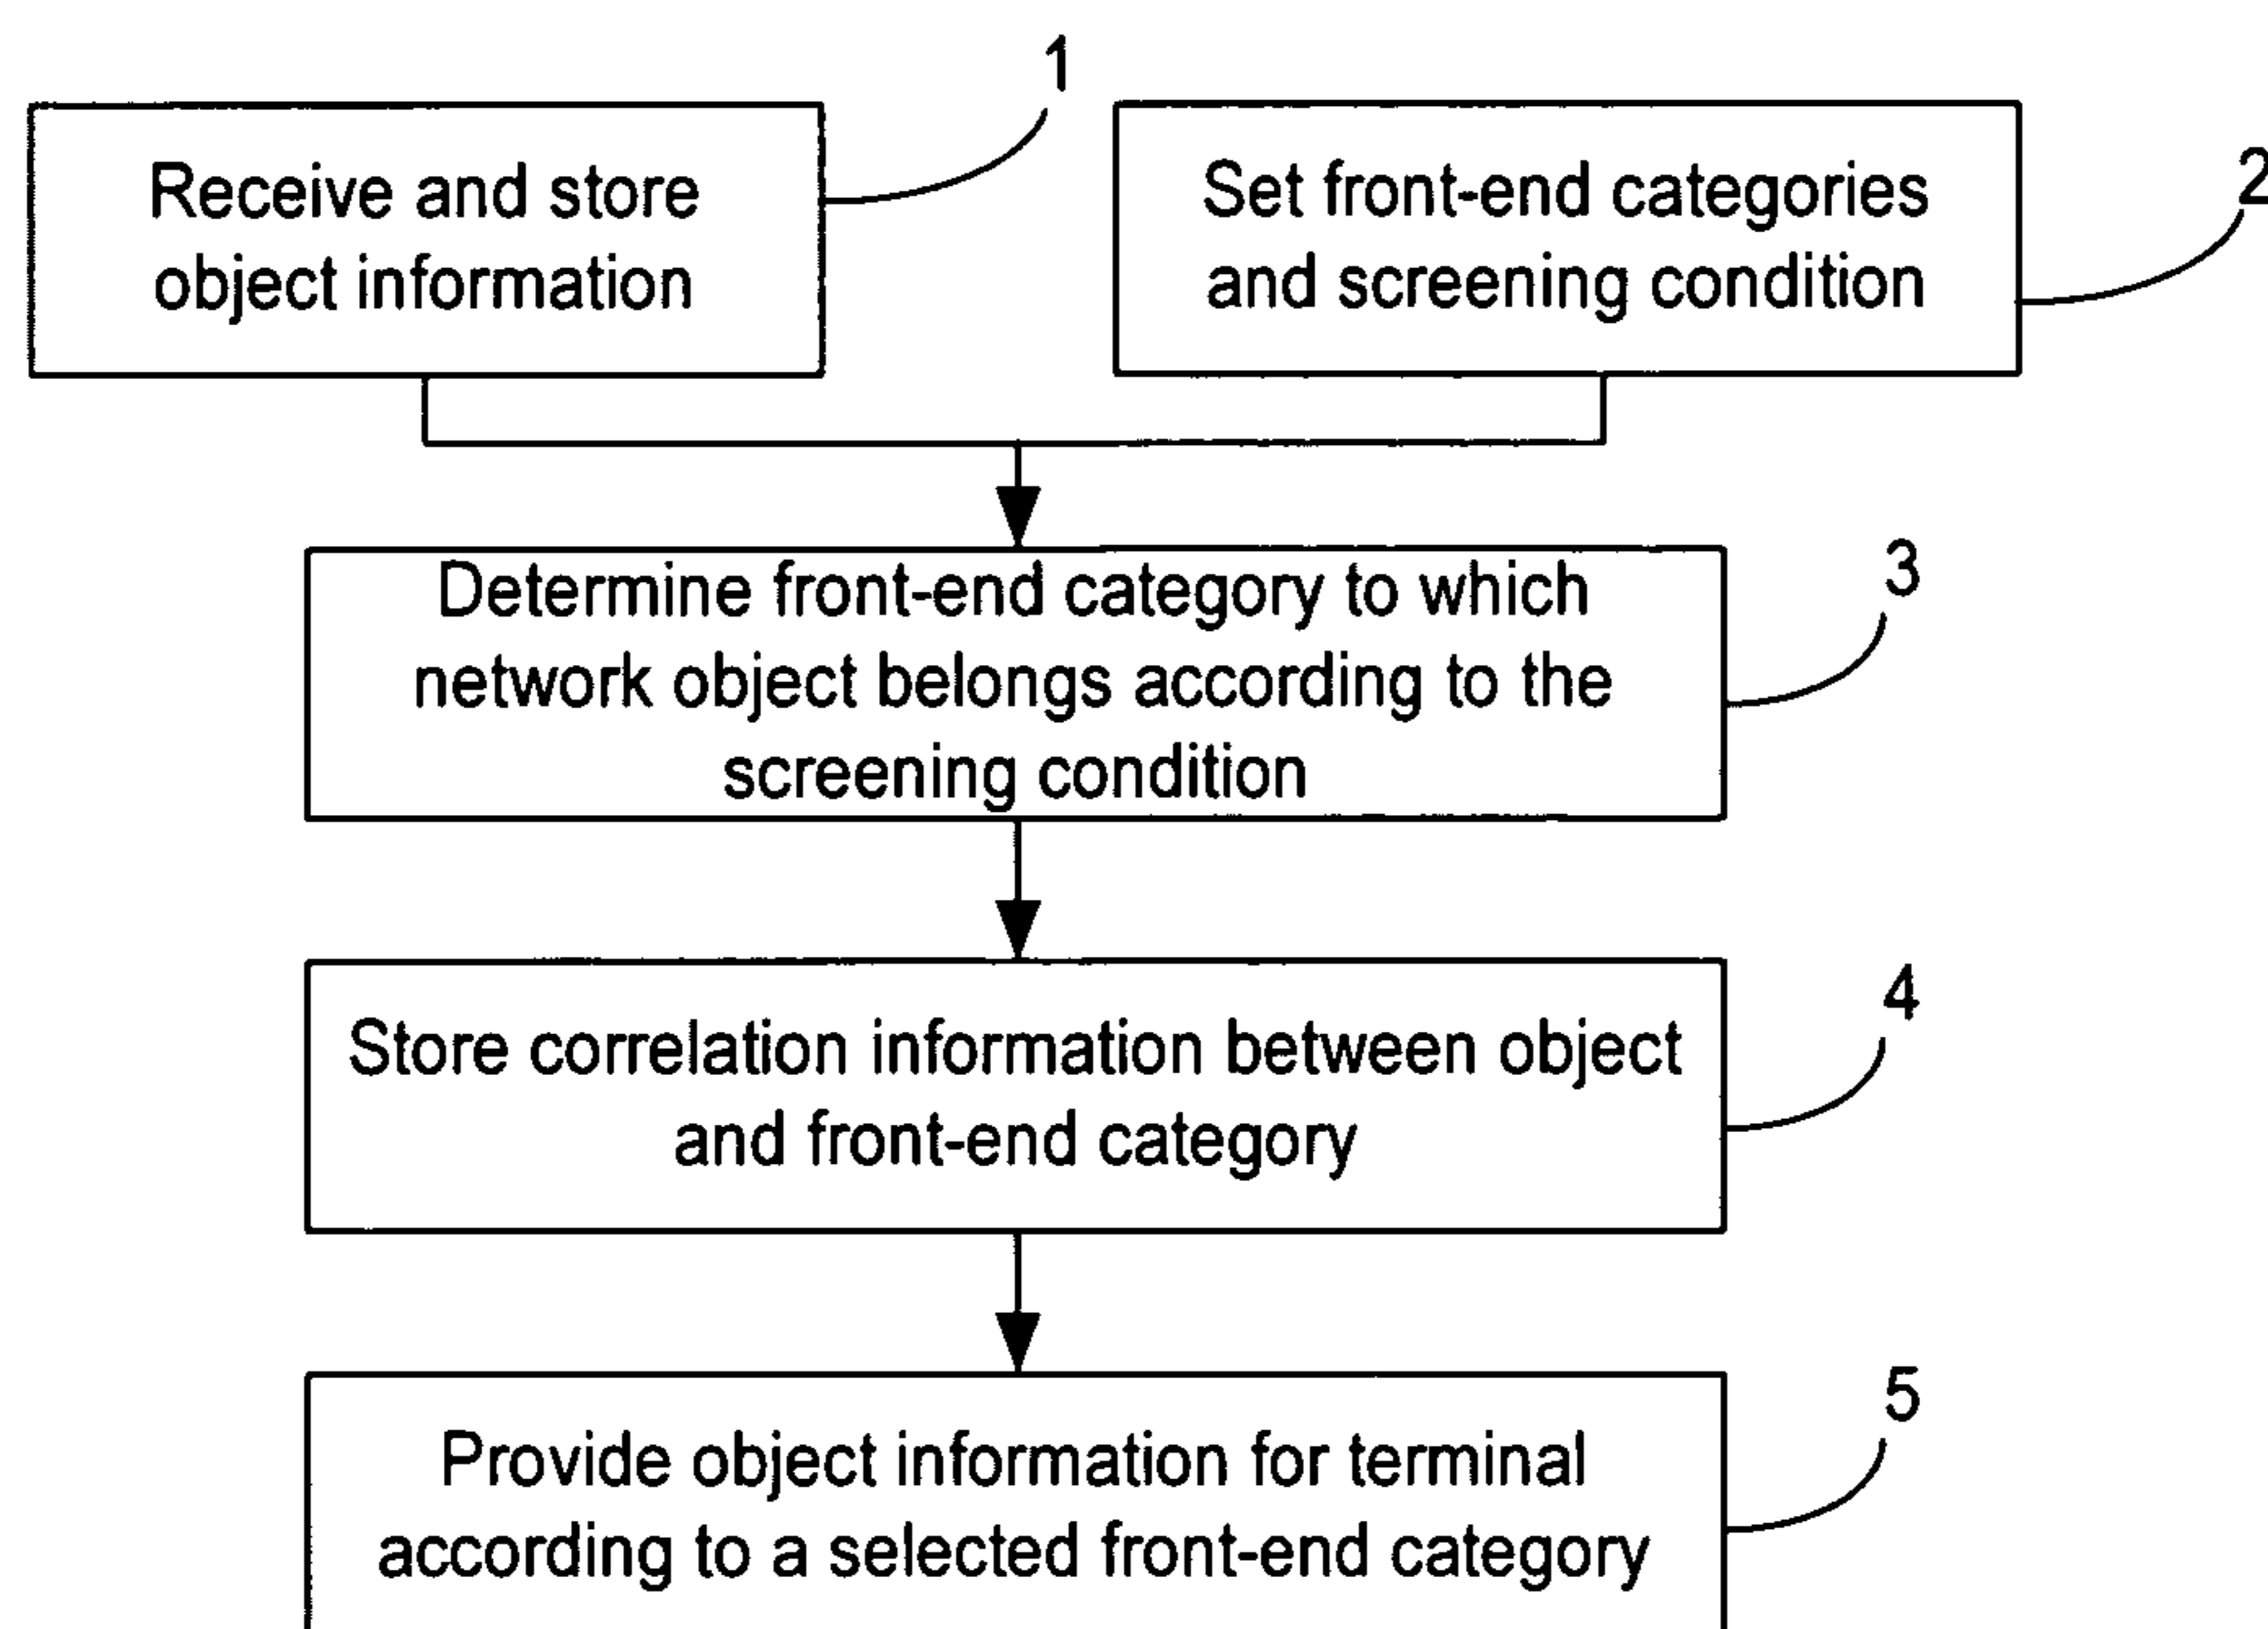 1
Receive and store
object information
2
Set front-end categories
and screening condition
3
Determine front-end category to which
network object belongs according to the
screening condition
4
Store correlation information between object
and front-end category
5
Provide object information for terminal
according to a selected front-end category